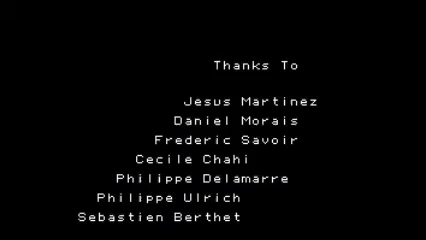 Thanks To
Jesus Martinez
Daniel Morais
Frederic Savoir
Cecile Chahi
Philippe Delamarre
Philippe Ulrich
Sebastien Berthet